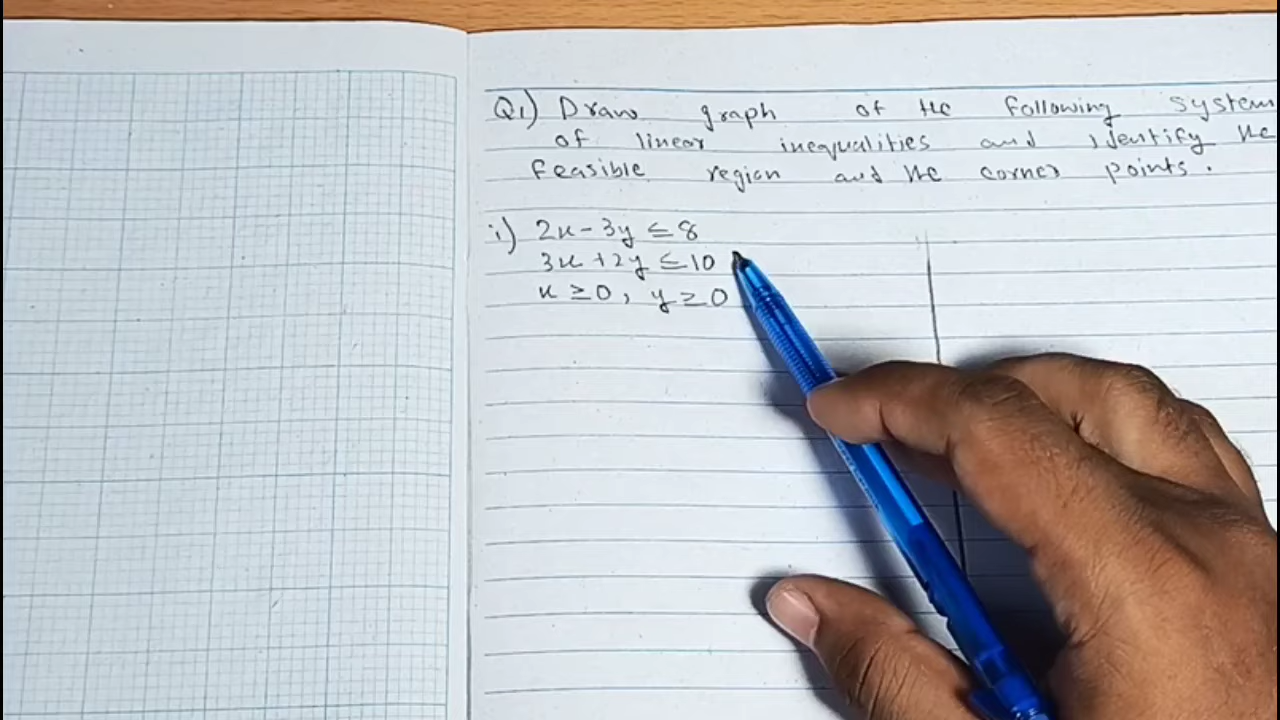 Q1) Draw graph of the following system
of linear inequalities and identify the
feasible region and the corner points.
i) 2x - 3y ≤ 8
3x + 2y ≤ 10
x ≥ 0, y ≥ 0